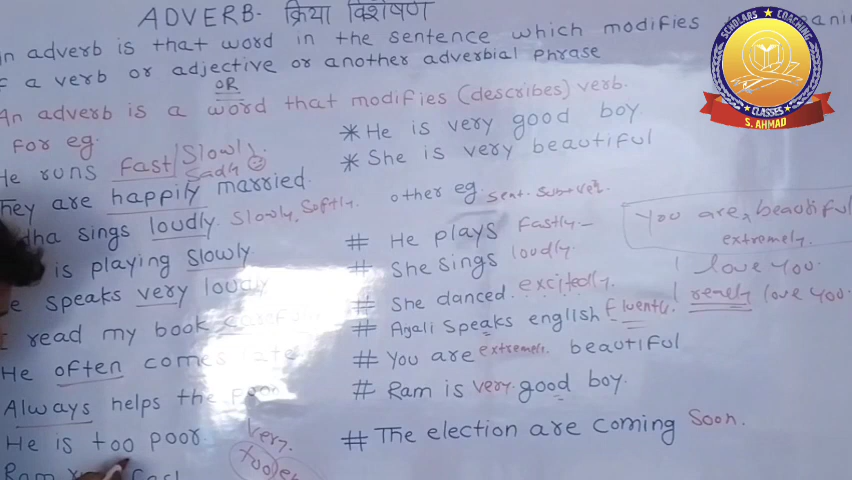 ADVERB- क्रिया विशेषण
n adverb is that word in the sentence which modifies
f a verb or adjective or another adverbial phrase
OR
An adverb is a word that modifies (describes) verb.
For eg.
He runs fast/Slowly.
Sadly
They are happily married.
dha sings loudly. Slowly, Softly.
is playing slowly
e speaks very loudly
read my book
He often comes late
Always helps the poor
He is too poor.
very.
too
Ram
* He is very good boy
* She is very beautiful
other eg. Sent. Sub+ver.
# He plays Fastly
# She sings loudly.
# She danced. excitedly.
# Agali speaks english fluently.
# You are extremely. beautiful
# Ram is very. good boy.
# The election are coming Soon.
You are beautiful
extremely.
I love you.
I really love you.
SCHOLARS COACHING
CLASSES
S. AHMAD